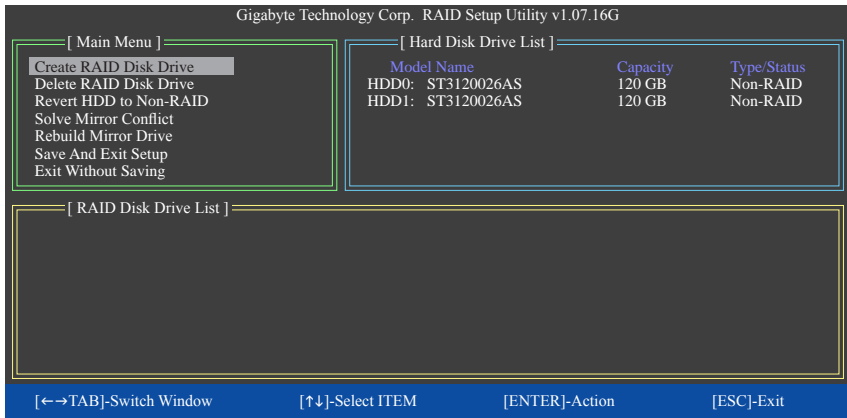 Gigabyte Technology Corp. RAID Setup Utility v1.07.16G
[ Main Menu ]
Create RAID Disk Drive
Delete RAID Disk Drive
Revert HDD to Non-RAID
Solve Mirror Conflict
Rebuild Mirror Drive
Save And Exit Setup
Exit Without Saving
[ Hard Disk Drive List ]
Model Name Capacity Type/Status
HDD0: ST3120026AS 120 GB Non-RAID
HDD1: ST3120026AS 120 GB Non-RAID
[ RAID Disk Drive List ]
[←→TAB]-Switch Window [↑↓]-Select ITEM [ENTER]-Action [ESC]-Exit